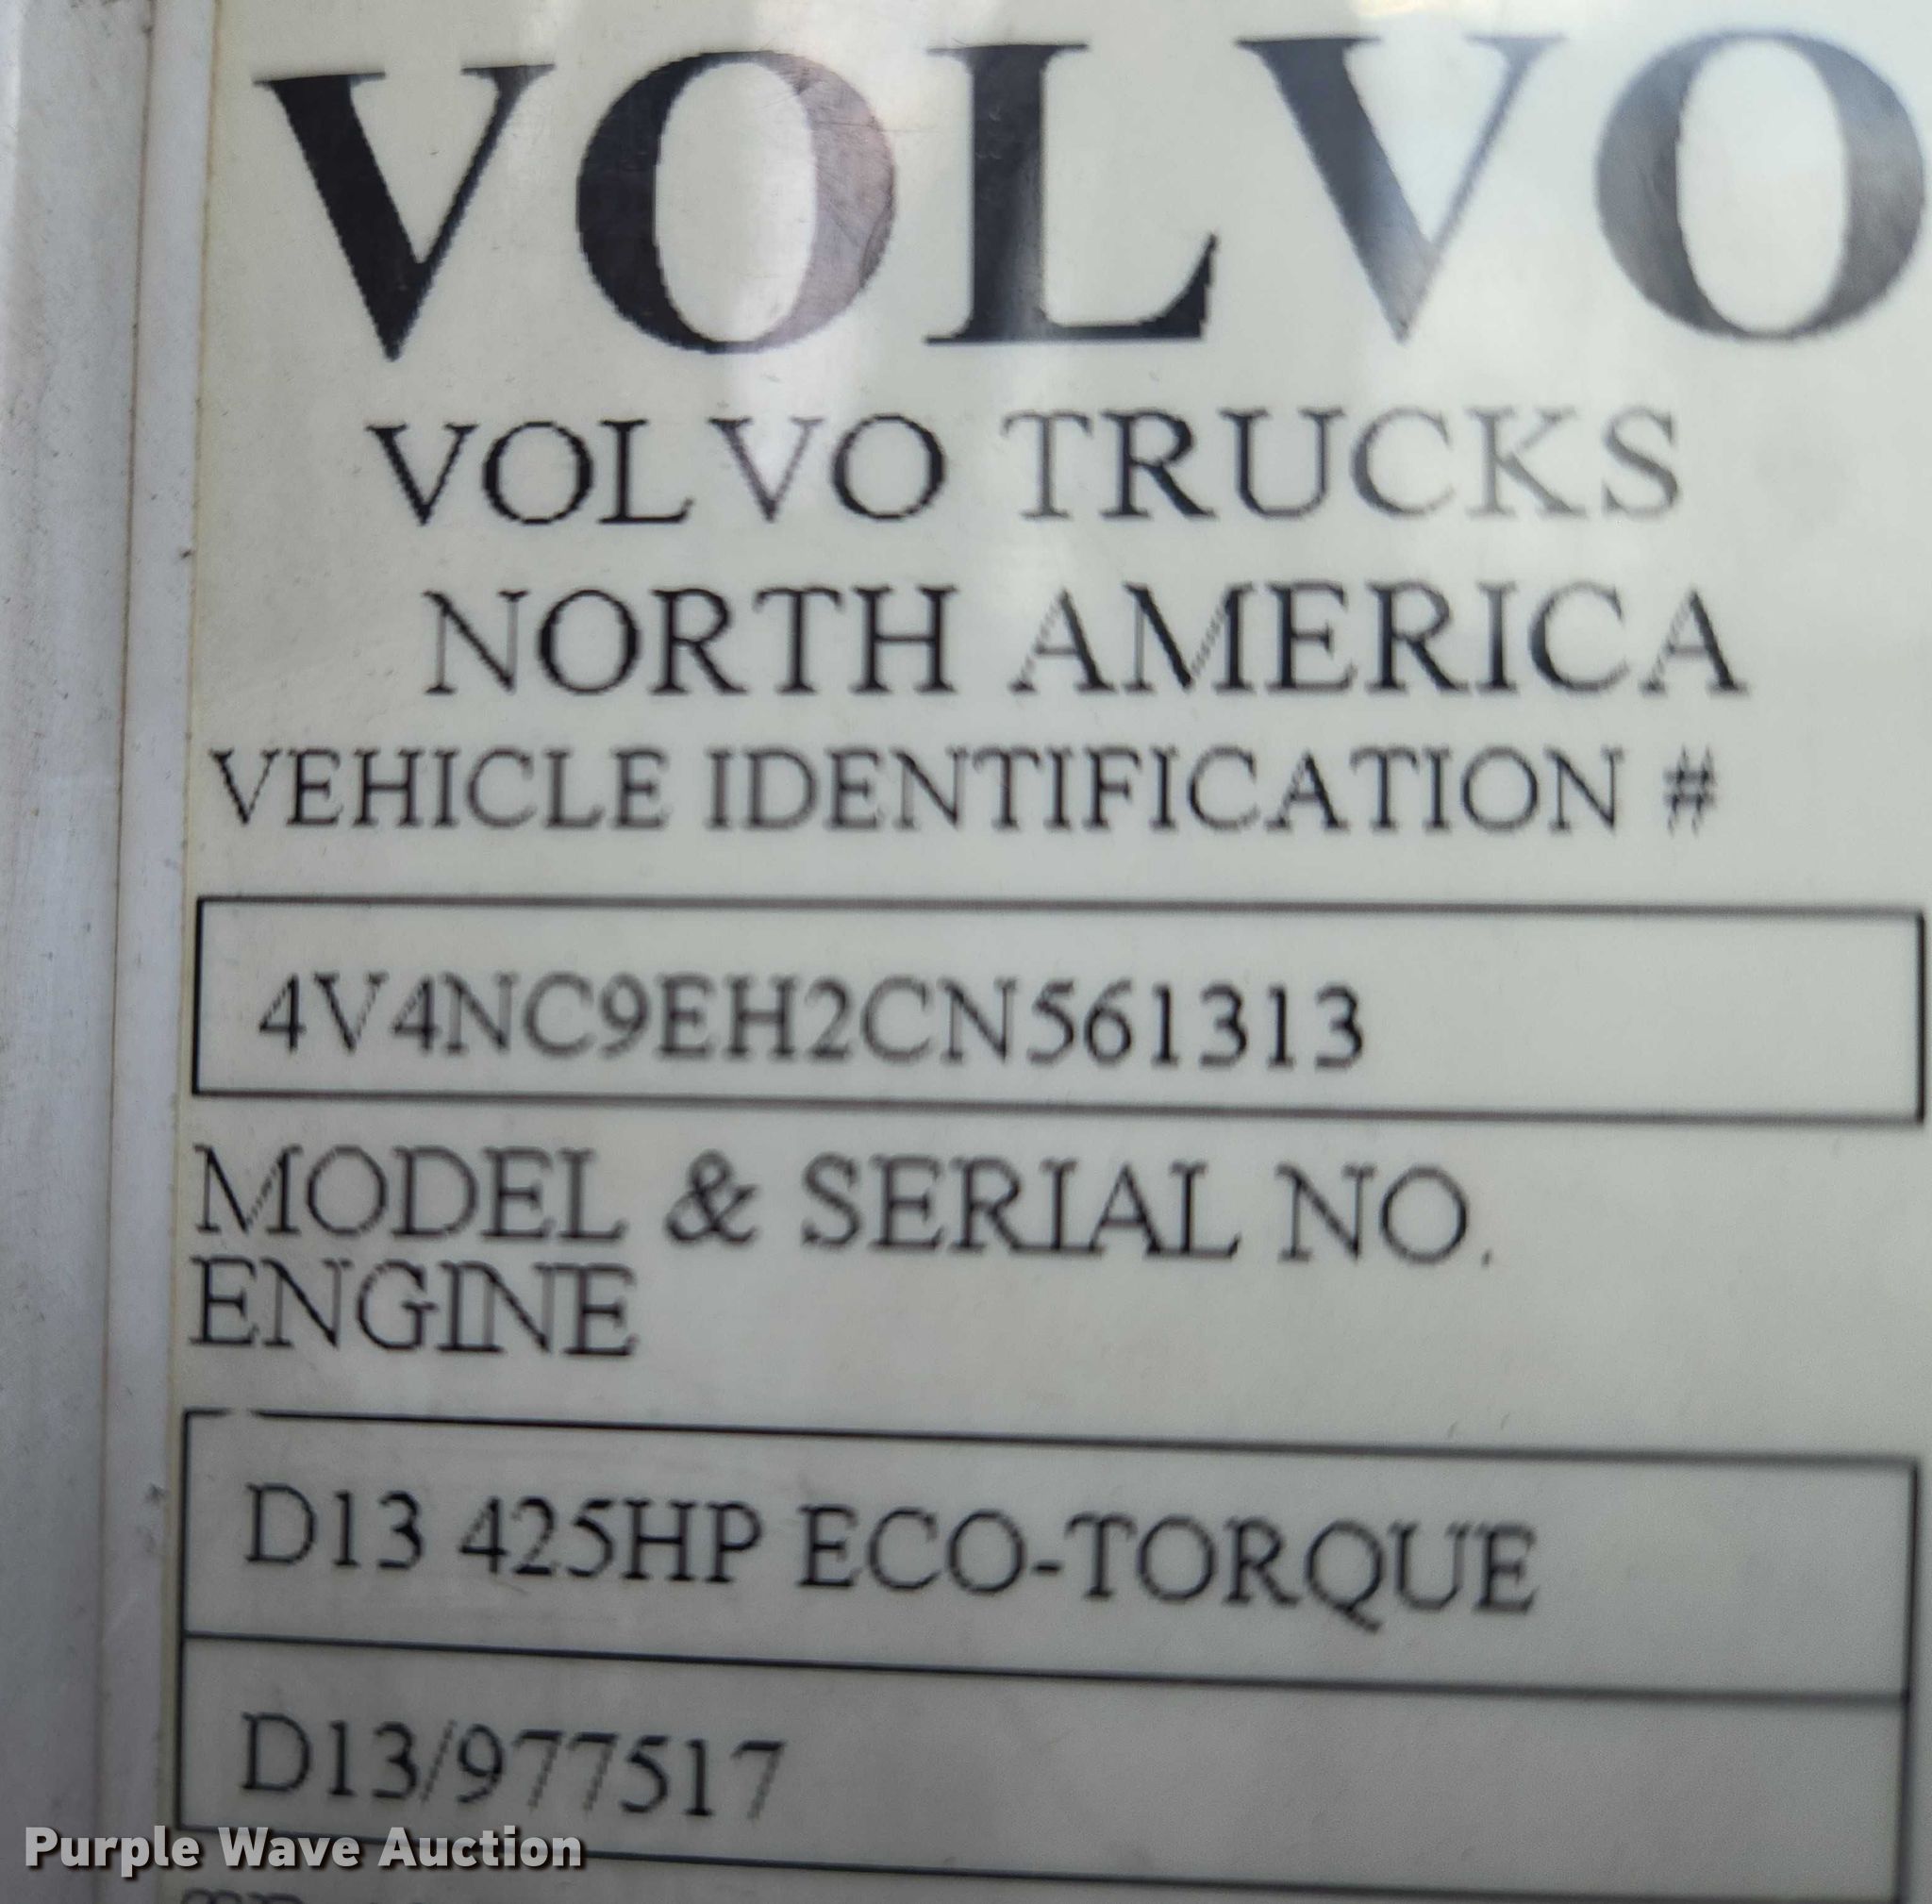 VOLVO
VOLVO TRUCKS
NORTH AMERICA
VEHICLE IDENTIFICATION #
4V4NC9EH2CN561313
MODEL & SERIAL NO.
ENGINE
D13 425HP ECO-TORQUE
D13/977517
Purple Wave Auction